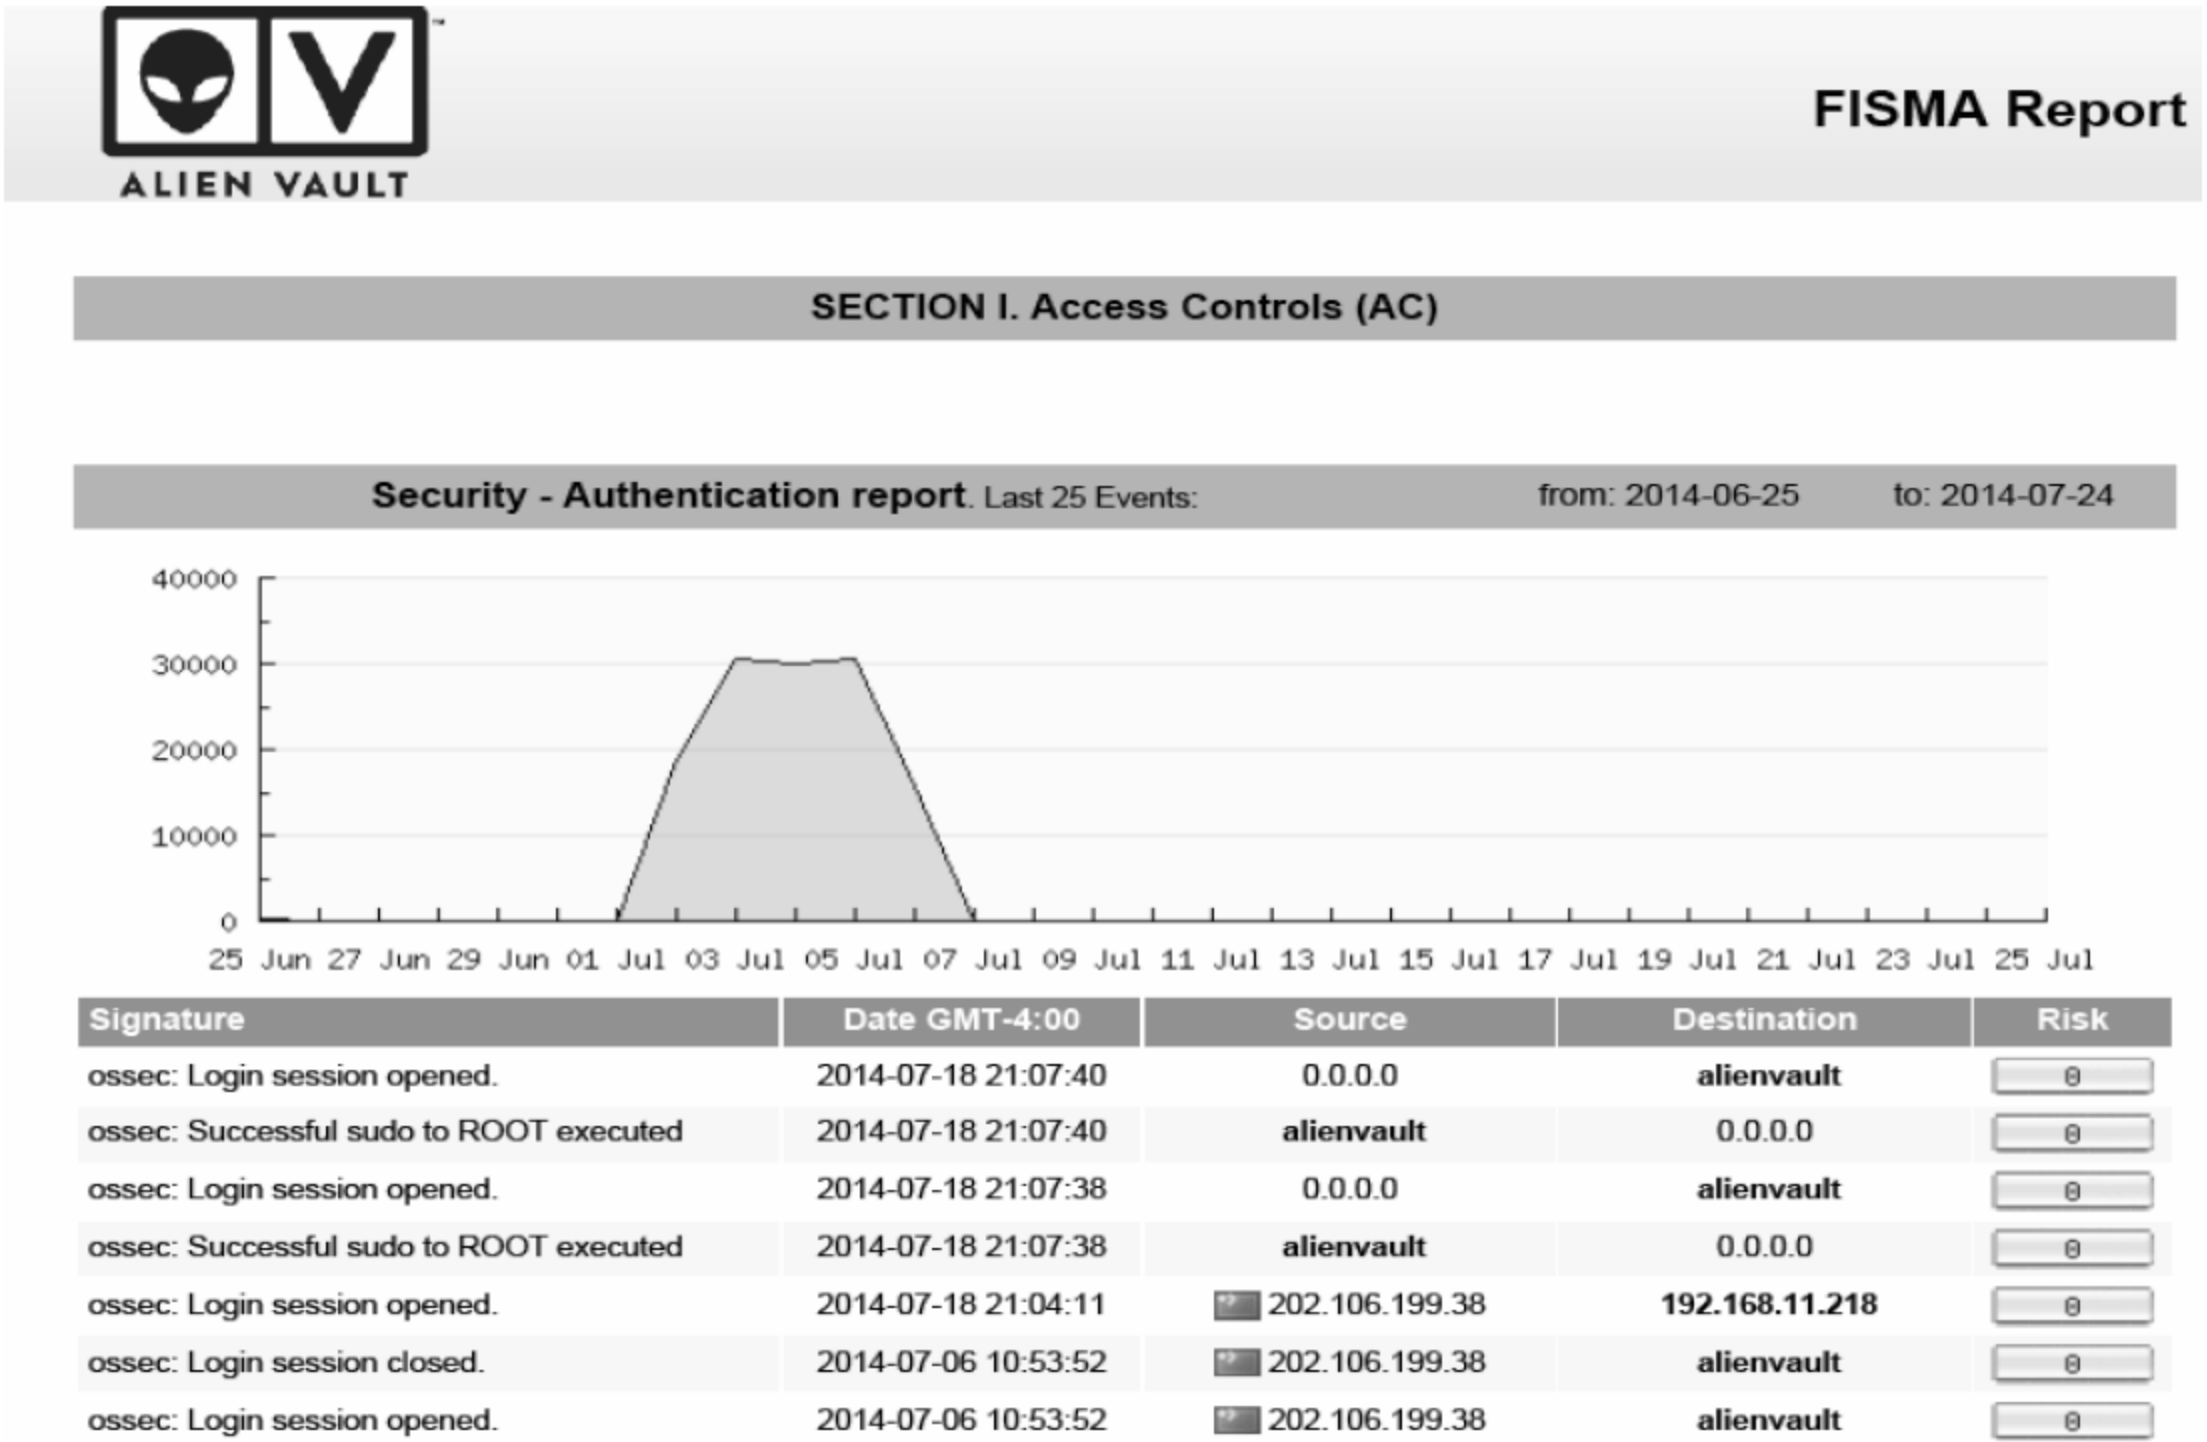 ™
ALIEN VAULT
FISMA Report
SECTION I. Access Controls (AC)
Security - Authentication report. Last 25 Events: from: 2014-06-25 to: 2014-07-24
40000
30000
20000
10000
0
25 Jun 27 Jun 29 Jun 01 Jul 03 Jul 05 Jul 07 Jul 09 Jul 11 Jul 13 Jul 15 Jul 17 Jul 19 Jul 21 Jul 23 Jul 25 Jul
Signature Date GMT-4:00 Source Destination Risk
ossec: Login session opened. 2014-07-18 21:07:40 0.0.0.0 alienvault 0
ossec: Successful sudo to ROOT executed 2014-07-18 21:07:40 alienvault 0.0.0.0 0
ossec: Login session opened. 2014-07-18 21:07:38 0.0.0.0 alienvault 0
ossec: Successful sudo to ROOT executed 2014-07-18 21:07:38 alienvault 0.0.0.0 0
ossec: Login session opened. 2014-07-18 21:04:11 202.106.199.38 192.168.11.218 0
ossec: Login session closed. 2014-07-06 10:53:52 202.106.199.38 alienvault 0
ossec: Login session opened. 2014-07-06 10:53:52 202.106.199.38 alienvault 0